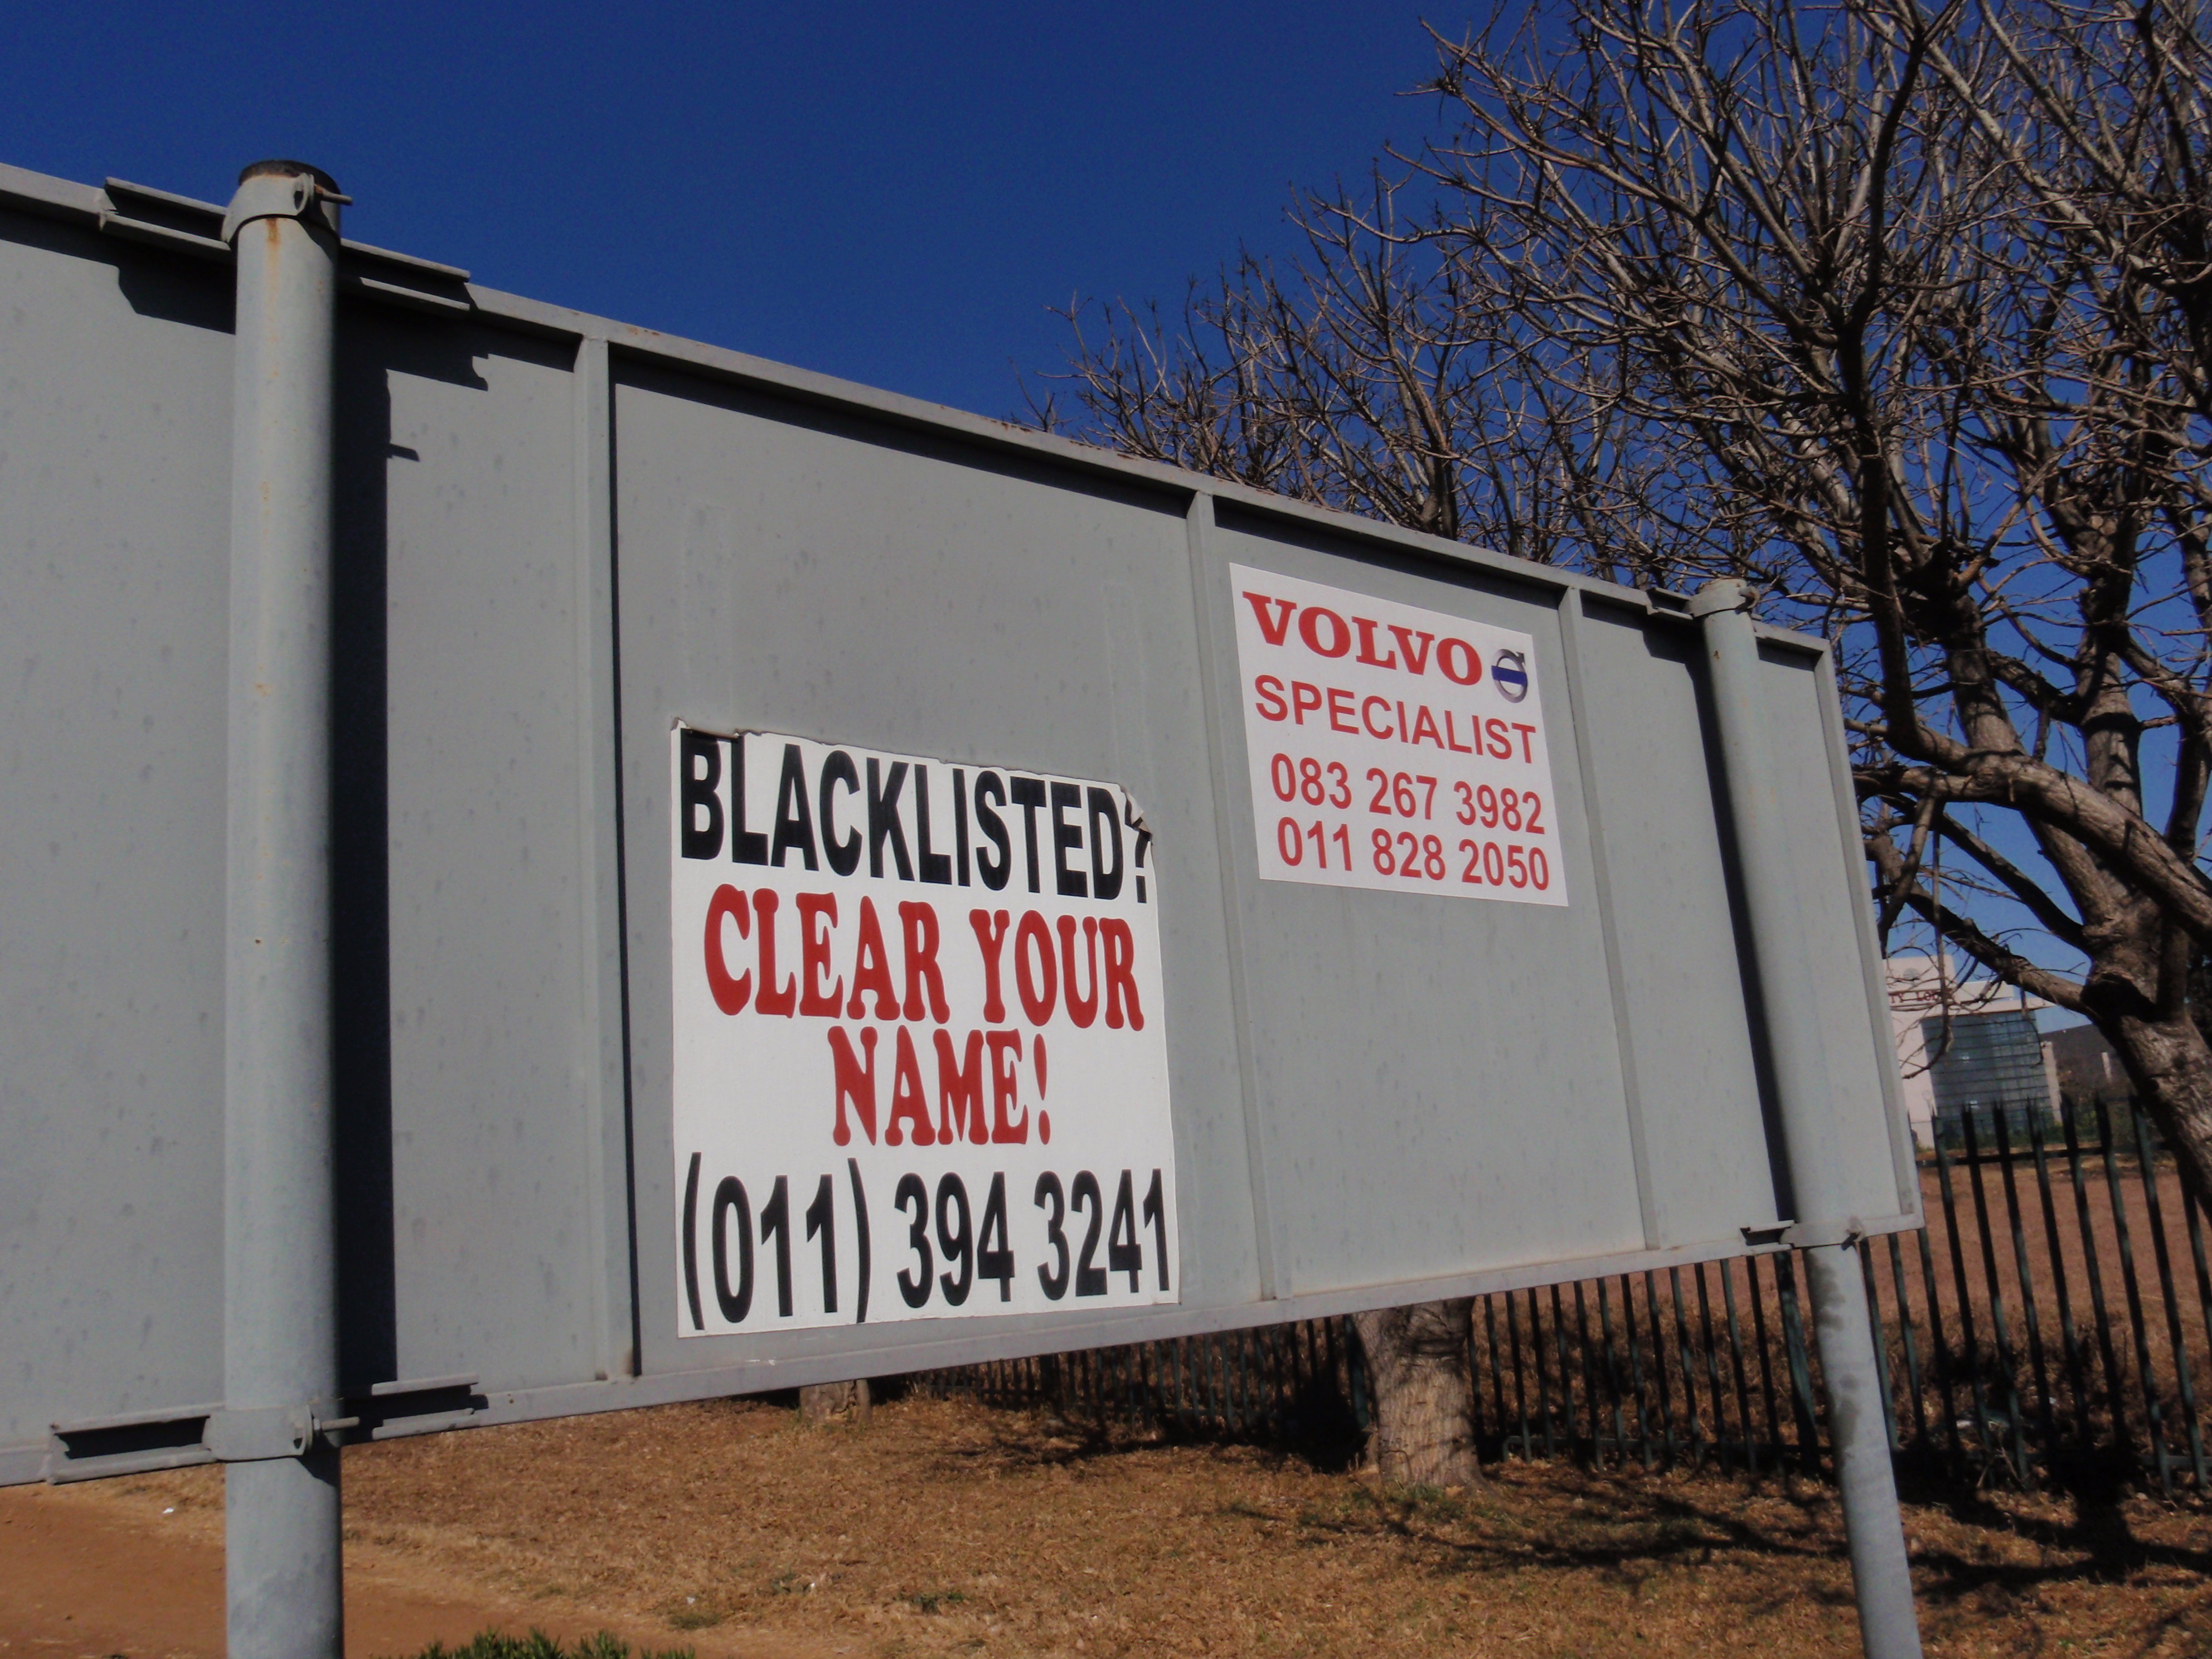 BLACKLISTED?
CLEAR YOUR
NAME!
(011) 394 3241
VOLVO
SPECIALIST
083 267 3982
011 828 2050